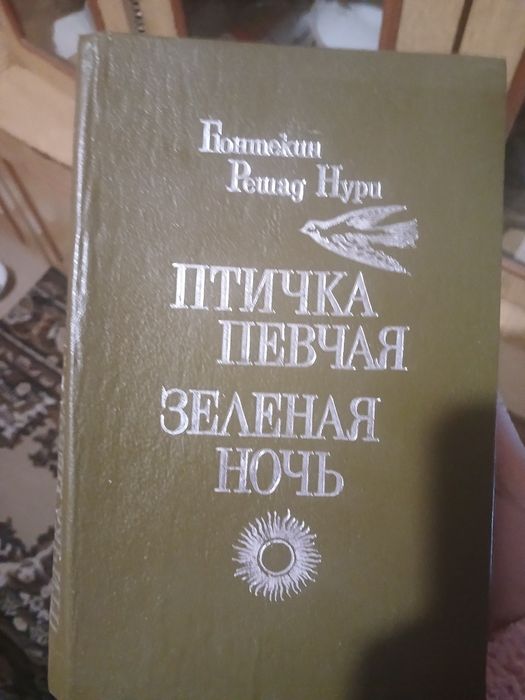 Гюнтекин
Решад Нури
ПТИЧКА
ПЕВЧАЯ
ЗЕЛЕНАЯ
НОЧЬ